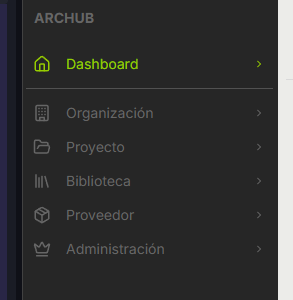 ARCHUB
Dashboard
Organización
Proyecto
Biblioteca
Proveedor
Administración